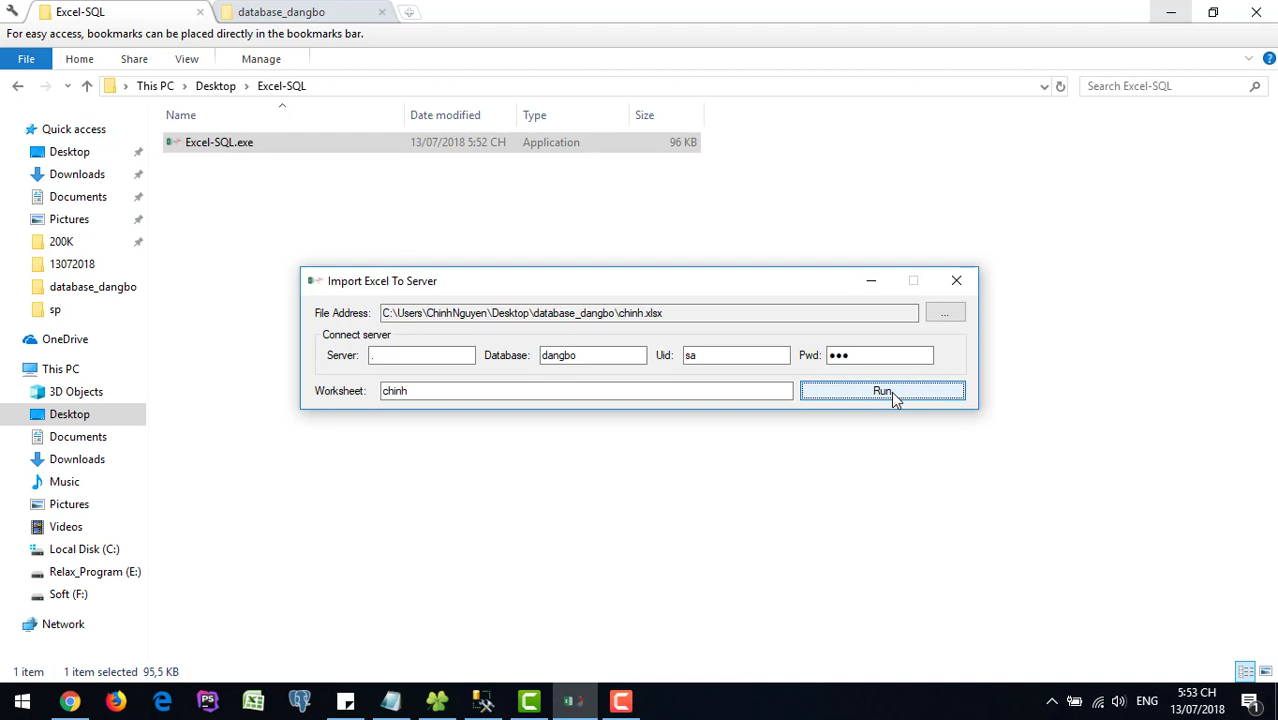 Excel-SQL
database_dangbo
For easy access, bookmarks can be placed directly in the bookmarks bar.
File Home Share View Manage
This PC Desktop Excel-SQL
Search Excel-SQL
Name Date modified Type Size
Excel-SQL.exe 13/07/2018 5:52 CH Application 96 KB
Quick access
Desktop
Downloads
Documents
Pictures
200K
13072018
database_dangbo
sp
OneDrive
This PC
3D Objects
Desktop
Documents
Downloads
Music
Pictures
Videos
Local Disk (C:)
Relax_Program (E:)
Soft (F:)
Network
Import Excel To Server
File Address: C:\Users\ChinhNguyen\Desktop\database_dangbo\chinh.xlsx ...
Connect server
Server: . Database: dangbo Uid: sa Pwd: ●●●
Worksheet: chinh Run
1 item 1 item selected 95,5 KB
ENG
5:53 CH
13/07/2018
1